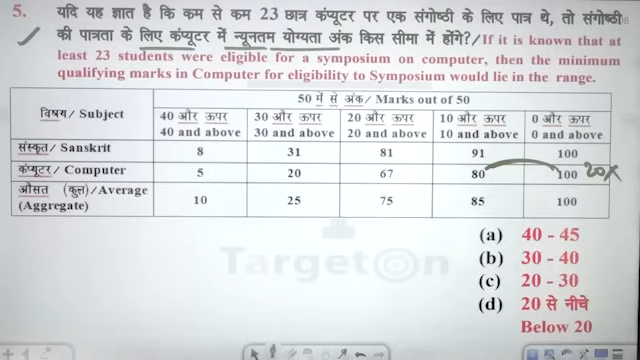 5. यदि यह ज्ञात है कि कम से कम 23 छात्र कंप्यूटर पर एक संगोष्ठी के लिए पात्र थे, तो संगोष्ठी
की पात्रता के लिए कंप्यूटर में न्यूनतम योग्यता अंक किस सीमा में होंगे?/If it is known that at
least 23 students were eligible for a symposium on computer, then the minimum
qualifying marks in Computer for eligibility to Symposium would lie in the range.
विषय/ Subject 50 में से अंक/ Marks out of 50
40 और ऊपर 30 और ऊपर 20 और ऊपर 10 और ऊपर 0 और ऊपर
40 and above 30 and above 20 and above 10 and above 0 and above
संस्कृत/ Sanskrit 8 31 81 91 100
कंप्यूटर/ Computer 5 20 67 80 100 20X
औसत (कुल)/Average
(Aggregate) 10 25 75 85 100
(a) 40 - 45
(b) 30 - 40
(c) 20 - 30
(d) 20 से नीचे
Below 20
Target On